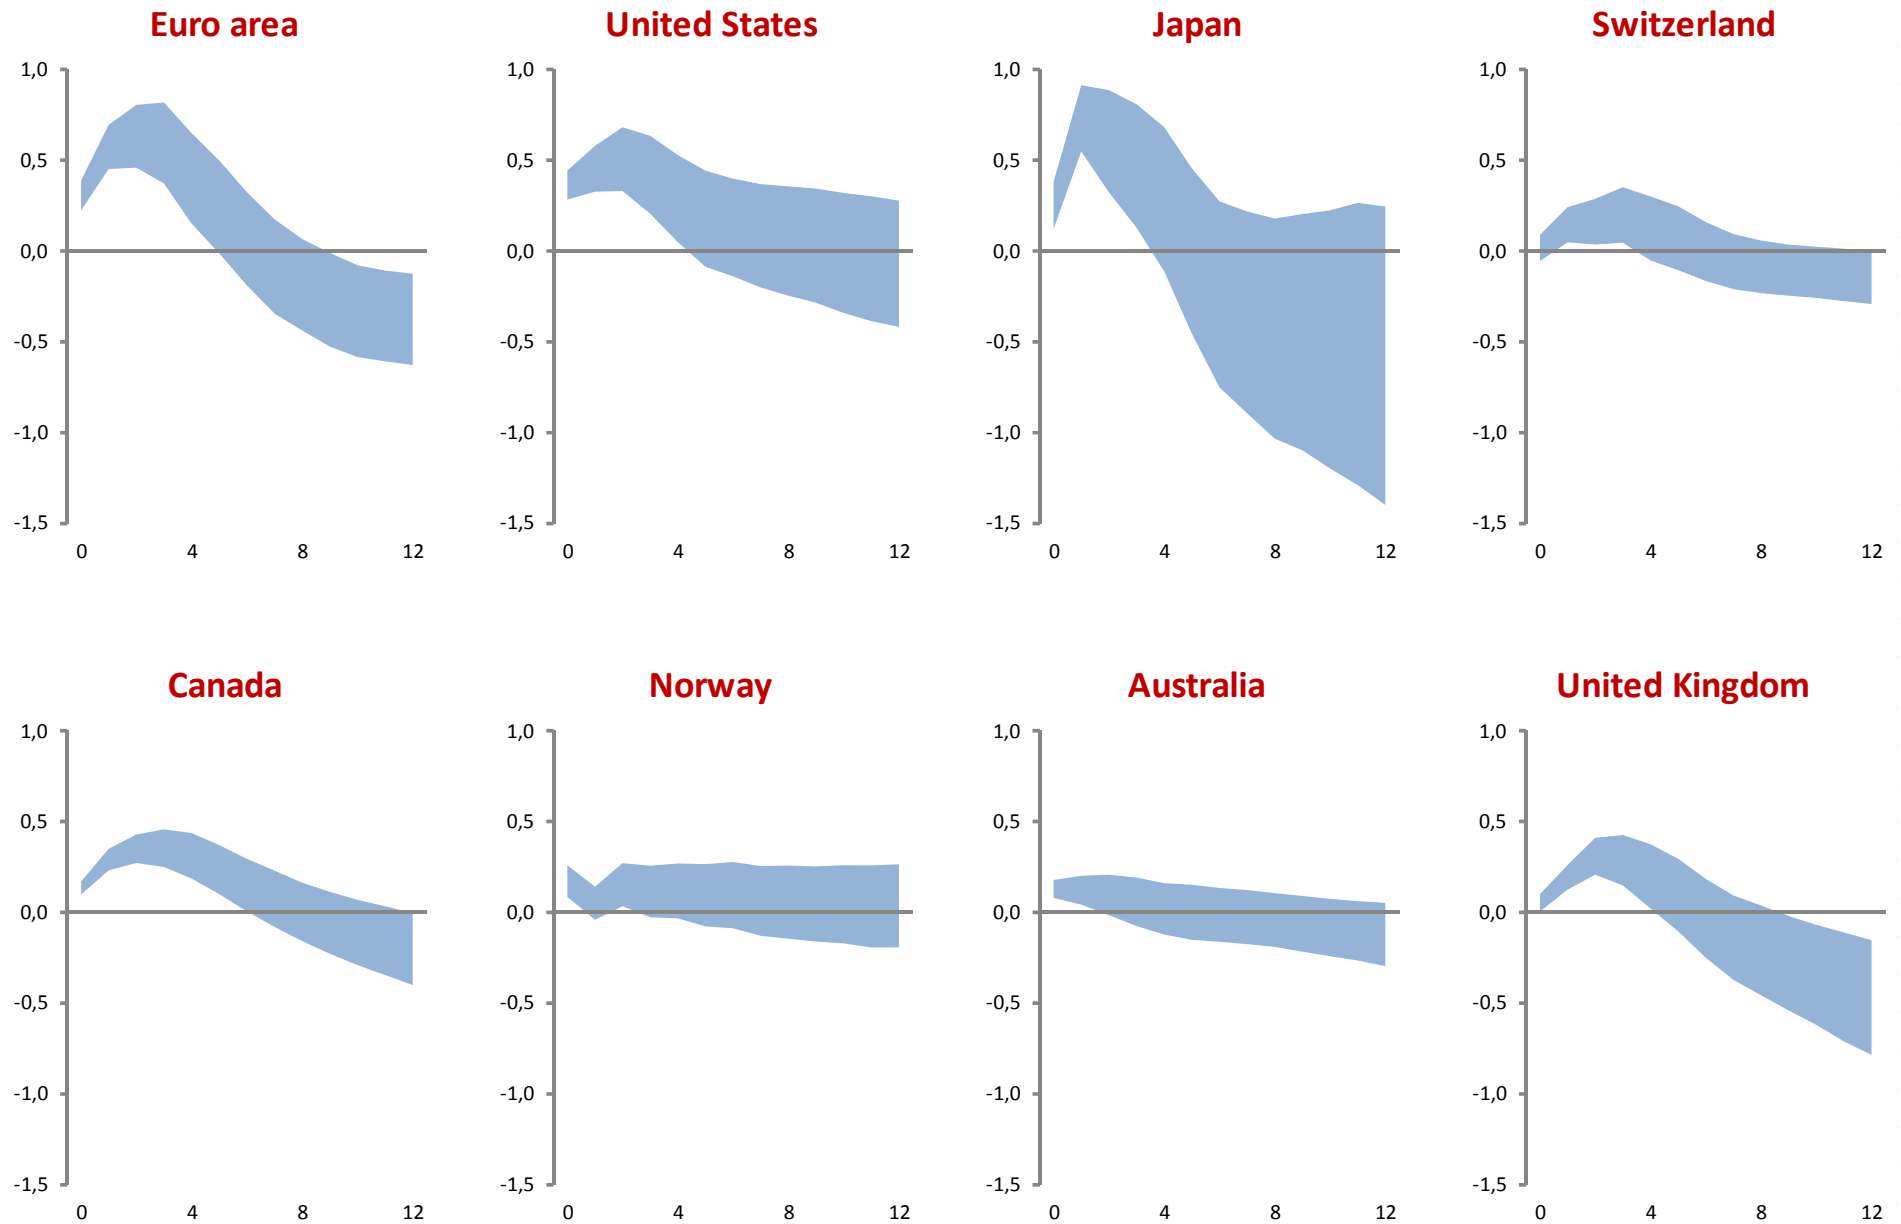 Euro area United States Japan Switzerland
1,0 1,0 1,0 1,0
0,5 0,5 0,5 0,5
0,0 0,0 0,0 0,0
-0,5 -0,5 -0,5 -0,5
-1,0 -1,0 -1,0 -1,0
-1,5 -1,5 -1,5 -1,5
0 4 8 12 0 4 8 12 0 4 8 12 0 4 8 12
Canada Norway Australia United Kingdom
1,0 1,0 1,0 1,0
0,5 0,5 0,5 0,5
0,0 0,0 0,0 0,0
-0,5 -0,5 -0,5 -0,5
-1,0 -1,0 -1,0 -1,0
-1,5 -1,5 -1,5 -1,5
0 4 8 12 0 4 8 12 0 4 8 12 0 4 8 12